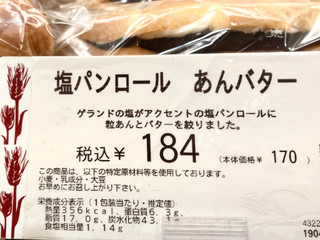 塩パンロール あんバター
ゲランドの塩がアクセントの塩パンロールに
粒あんとバターを絞りました。
税込¥ 184 (本体価格¥ 170 )
この商品は、以下の特定原材料等を使用しております。
小麦・乳成分・大豆
お早めにお召し上がり下さい。
栄養成分表示(1包装当たり・推定値)
熱量356kcal、蛋白質6.3g、
脂質17.0g、炭水化物43.
食塩相当量1.14g
4322
190